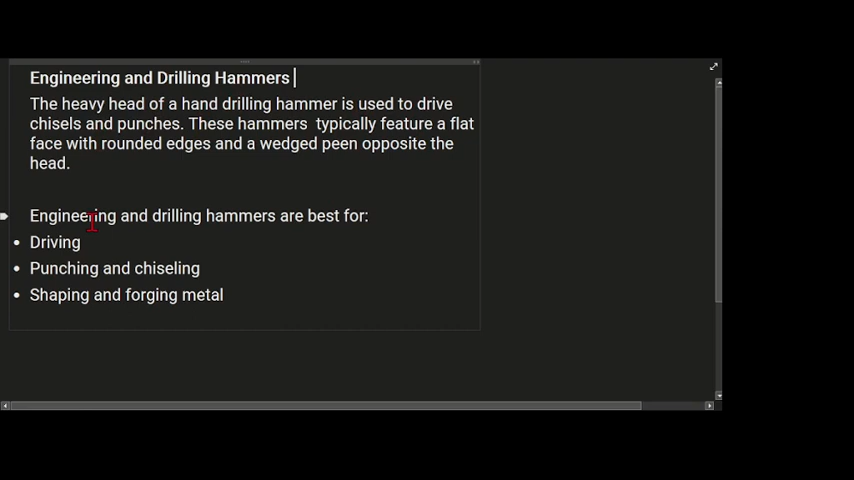 Engineering and Drilling Hammers
The heavy head of a hand drilling hammer is used to drive
chisels and punches. These hammers  typically feature a flat
face with rounded edges and a wedged peen opposite the
head.
Engineering and drilling hammers are best for:
• Driving
• Punching and chiseling
• Shaping and forging metal